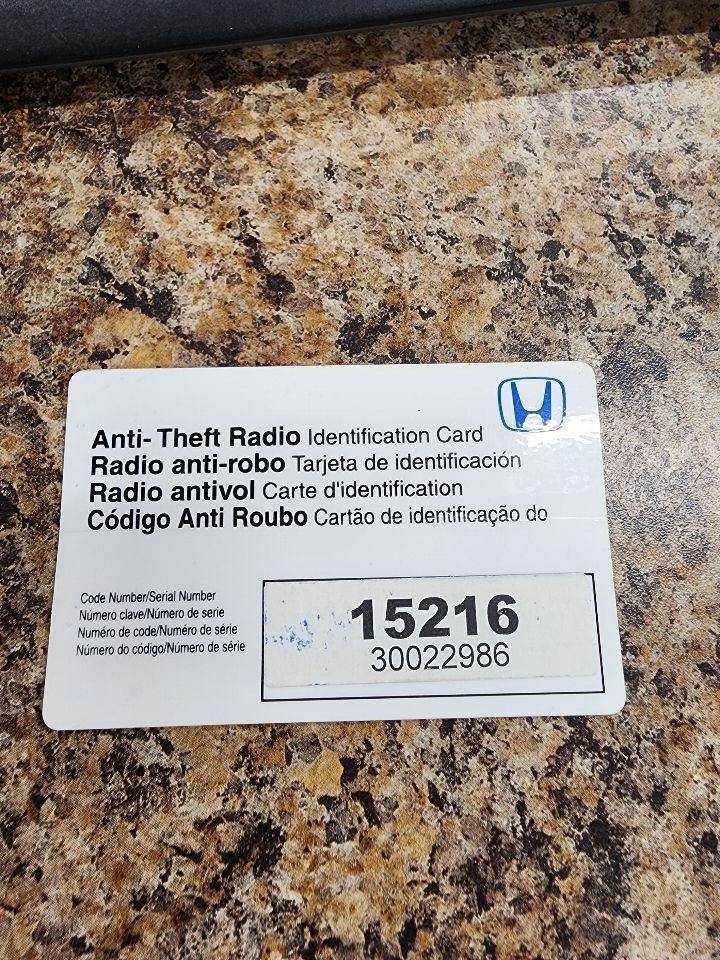 Anti- Theft Radio Identification Card
Radio anti-robo Tarjeta de identificación
Radio antivol Carte d'identification
Código Anti Roubo Cartão de identificação do
Code Number/Serial Number
Número clave/Número de serie
Numéro de code/Numéro de série
Número do código/Número de série
15216
30022986